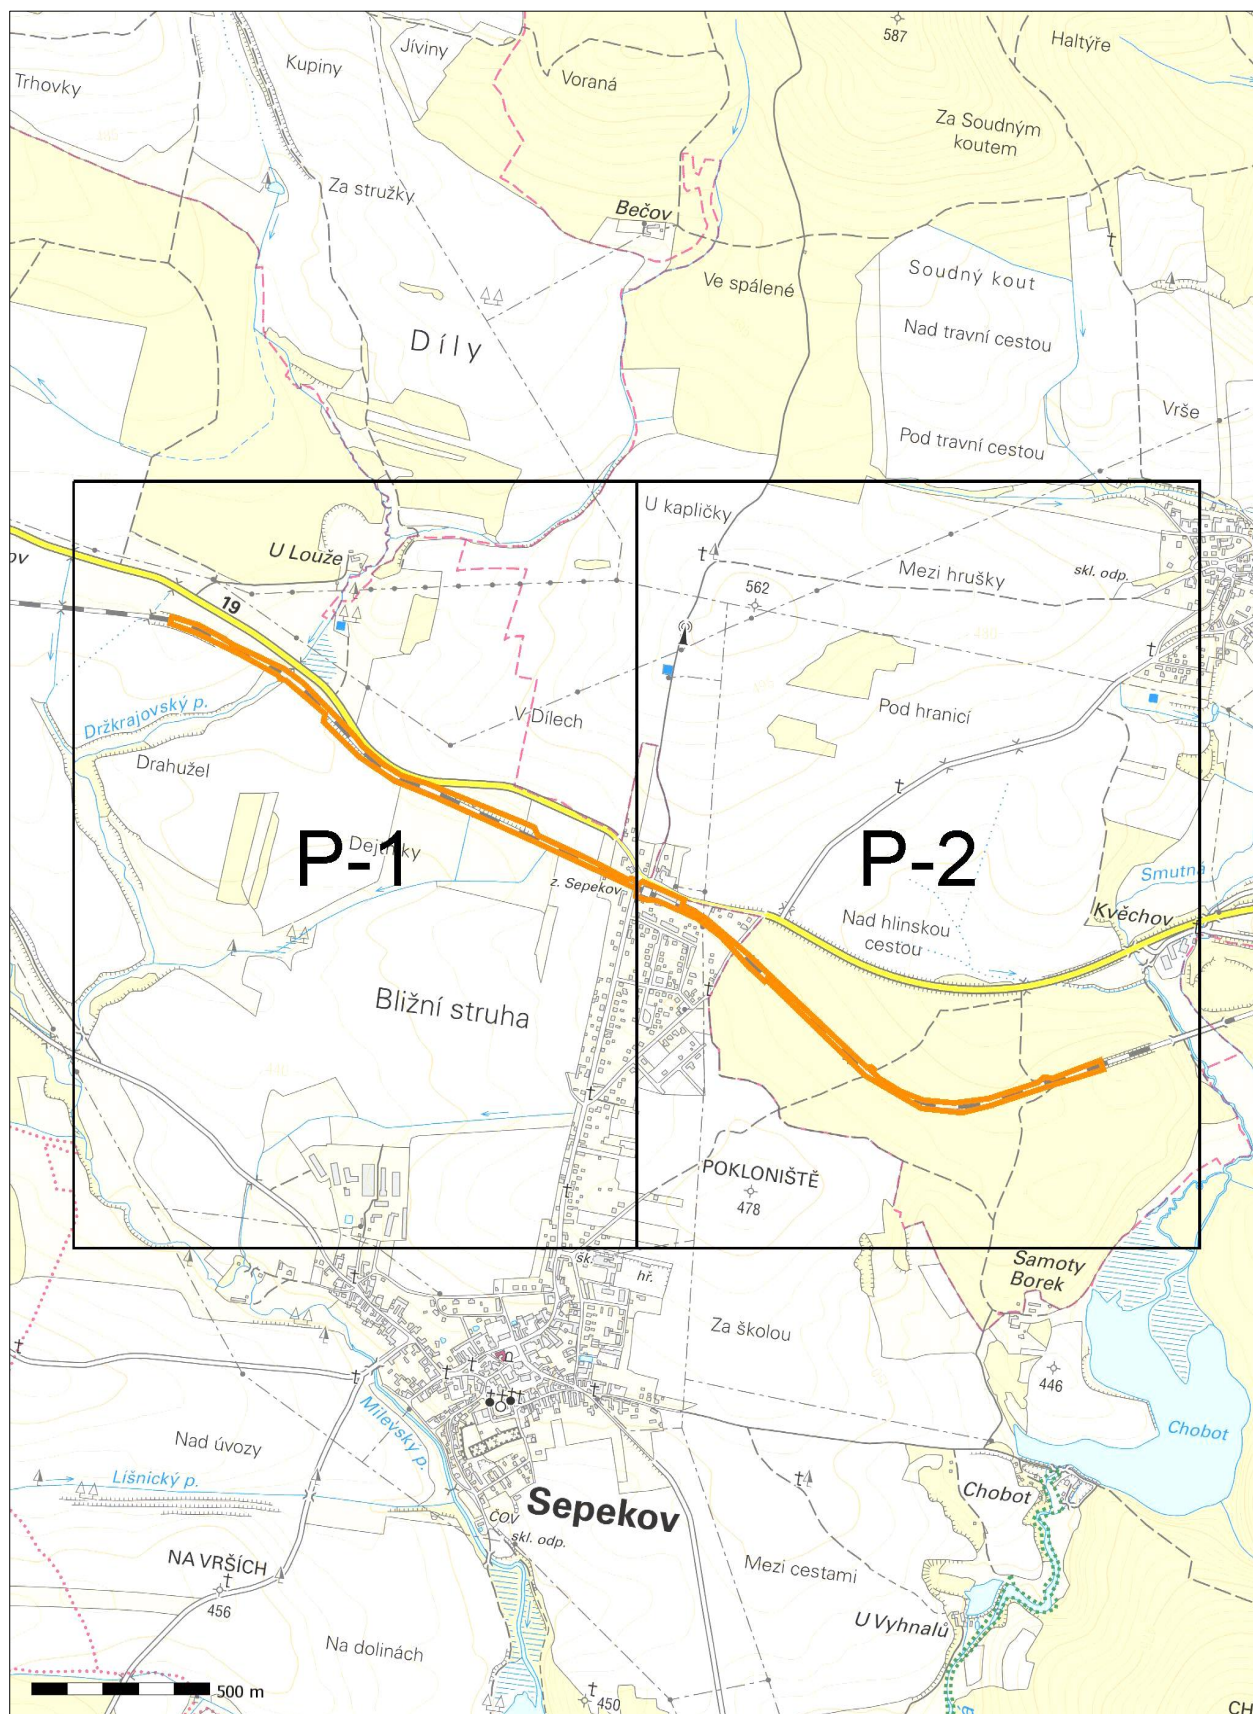 587
Jíviny
Haltýře
Kupiny
Trhovky
Voraná
Za Soudným
koutem
Za stružky
Bečov
Soudný kout
Ve spálené
Nad travní cestou
Díly
Vrše
Pod travní cestou
U kapličky
U Louže
ov
Mezi hrušky
skl. odp.
562
19
Držkrajovský p.
V Dílech
Pod hranicí
Drahužel
P-1
P-2
z. Sepekov
Smutná
Kvěchov
Nad hlinskou
cestou
Bližní struha
POKLONIŠTĚ
478
šk.
hř.
Samoty
Borek
Za školou
446
Milevský p.
Chobot
Nad úvozy
Lišnický p.
Chobot
Sepekov
ČOV
skl. odp.
NA VRŠÍCH
456
Mezi cestami
U Vyhnalů
Na dolinách
500 m
450
CH